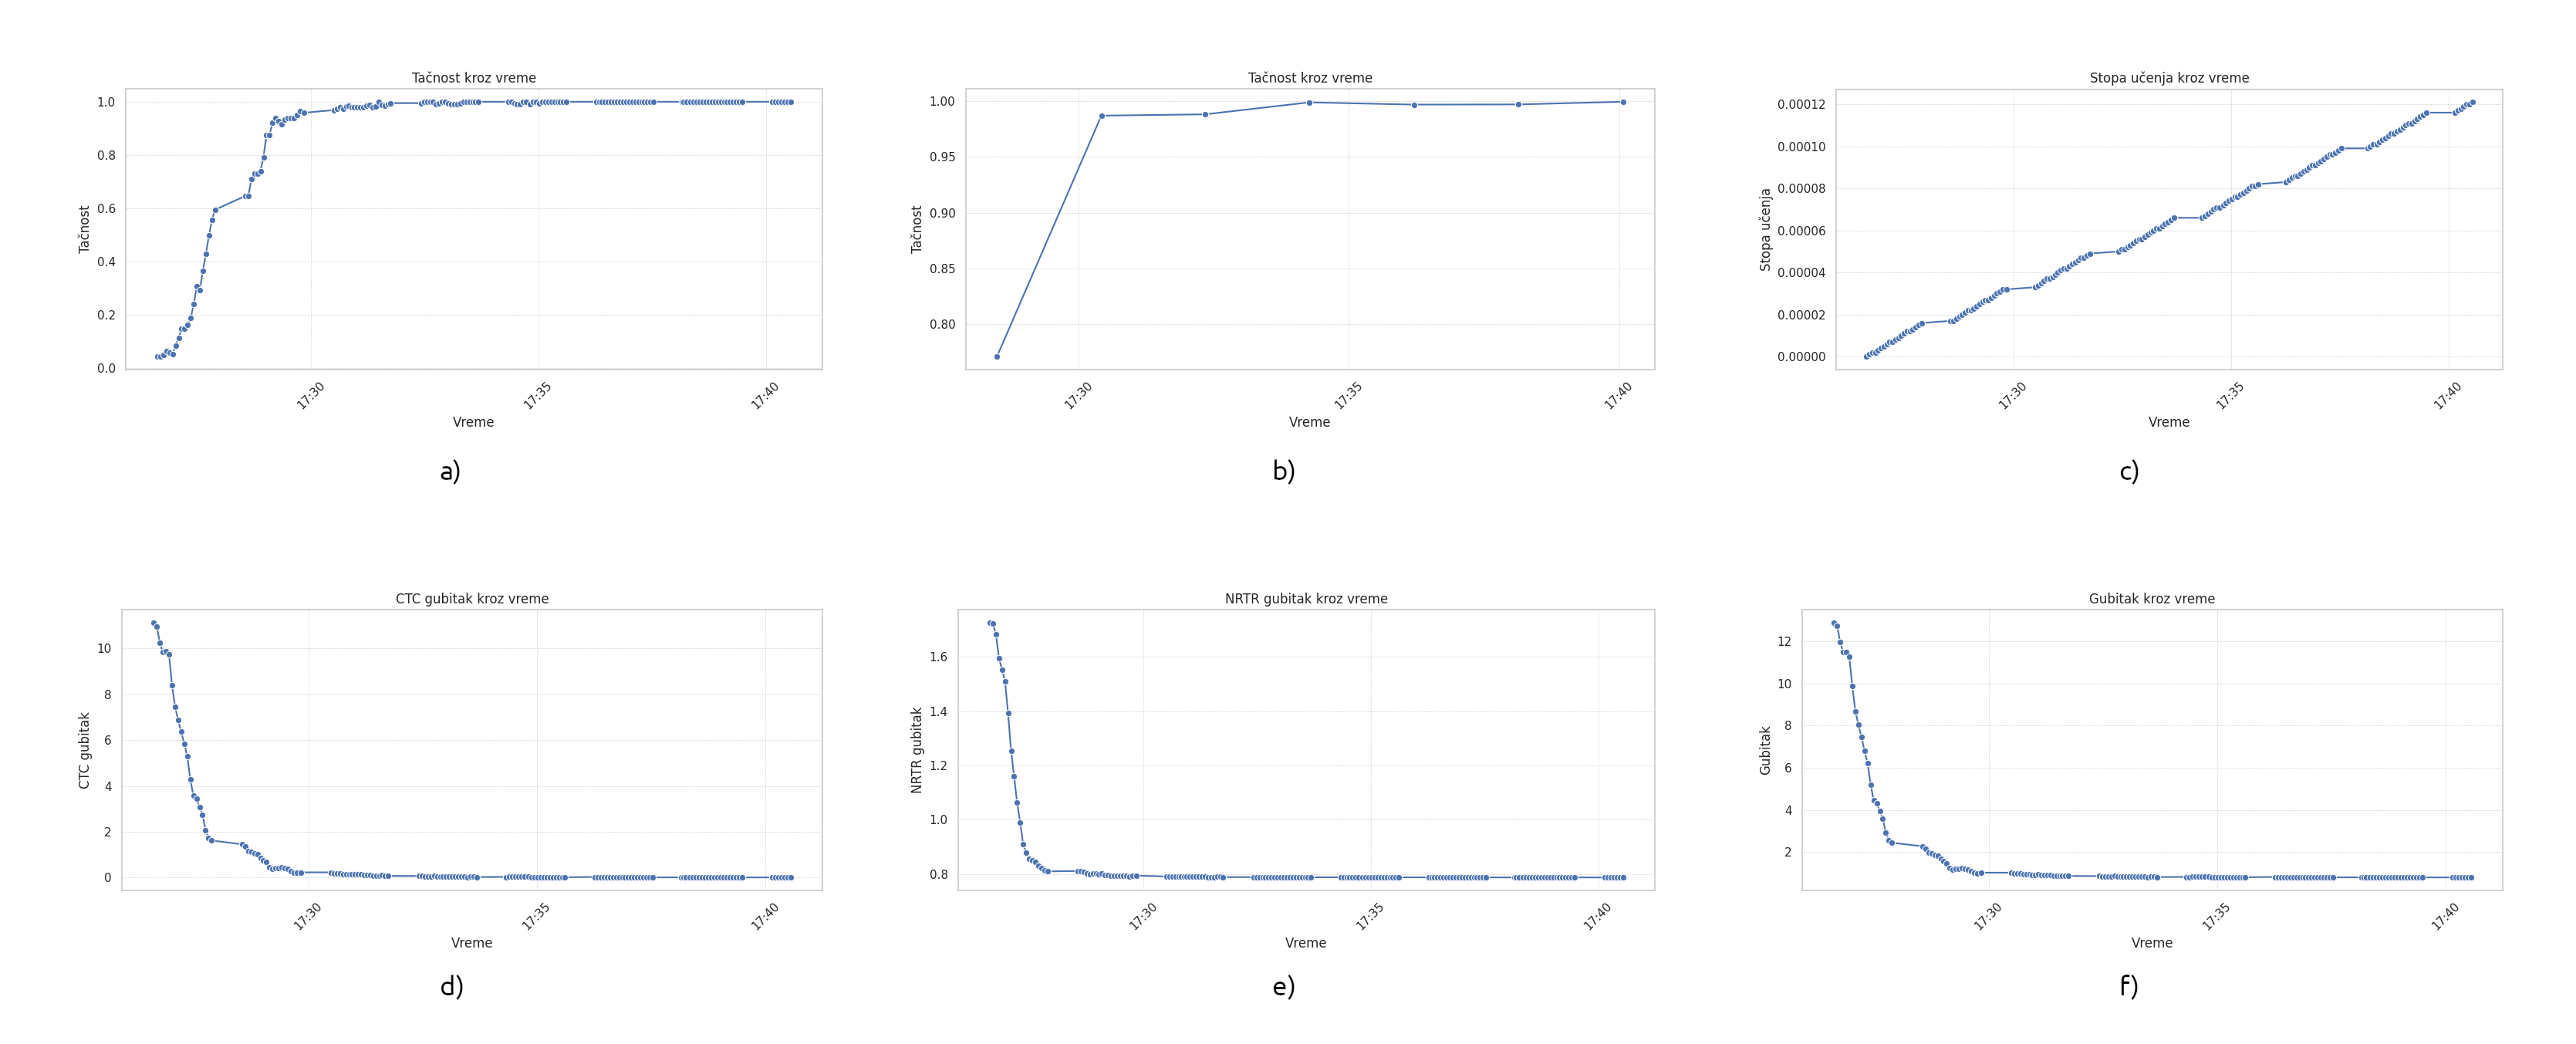 Tačnost kroz vreme
Tačnost
1.0
0.8
0.6
0.4
0.2
0.0
17:30
17:35
17:40
Vreme
a)
Tačnost kroz vreme
Tačnost
1.00
0.95
0.90
0.85
0.80
17:30
17:35
17:40
Vreme
b)
Stopa učenja kroz vreme
Stopa učenja
0.00012
0.00010
0.00008
0.00006
0.00004
0.00002
0.00000
17:30
17:35
17:40
Vreme
c)
CTC gubitak kroz vreme
CTC gubitak
10
8
6
4
2
0
17:30
17:35
17:40
Vreme
d)
NRTR gubitak kroz vreme
NRTR gubitak
1.6
1.4
1.2
1.0
0.8
17:30
17:35
17:40
Vreme
e)
Gubitak kroz vreme
Gubitak
12
10
8
6
4
2
17:30
17:35
17:40
Vreme
f)